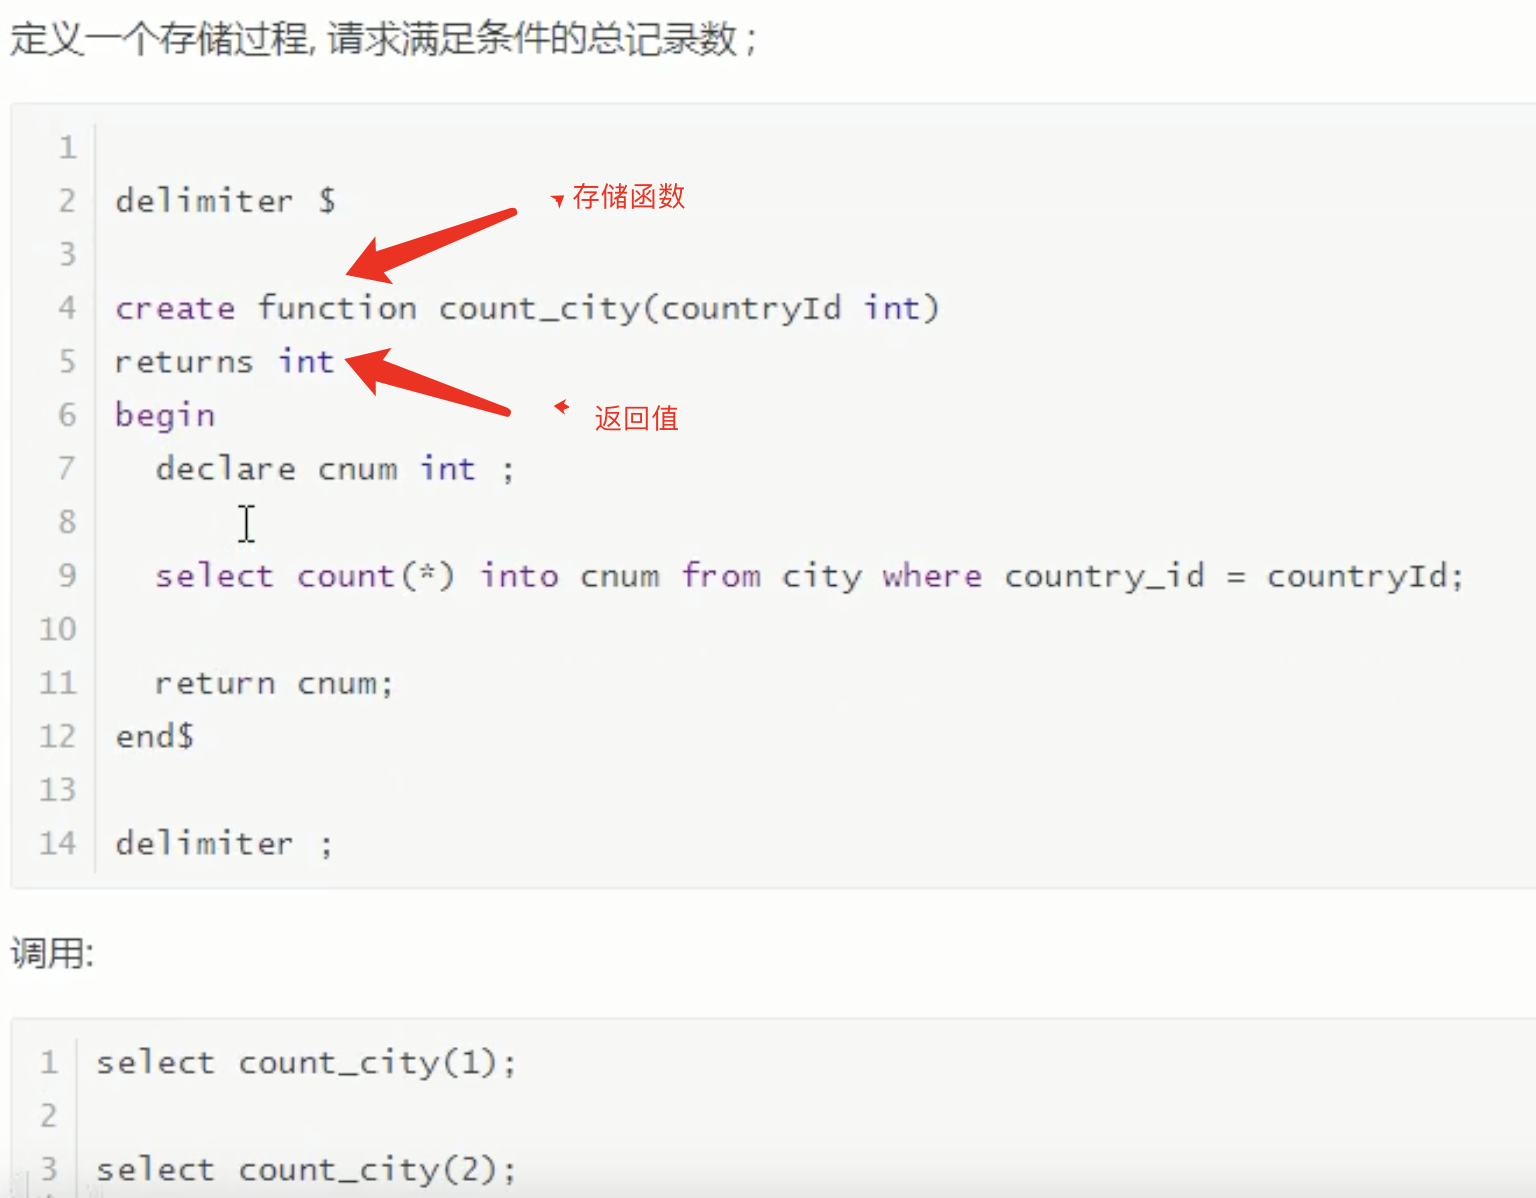 定义一个存储过程, 请求满足条件的总记录数 ;
1
2 delimiter $
存储函数
3
4 create function count_city(countryId int)
5 returns int
返回值
6 begin
7 declare cnum int ;
8
9 select count(*) into cnum from city where country_id = countryId;
10
11 return cnum;
12 end$
13
14 delimiter ;
调用:
1 select count_city(1);
2
3 select count_city(2);